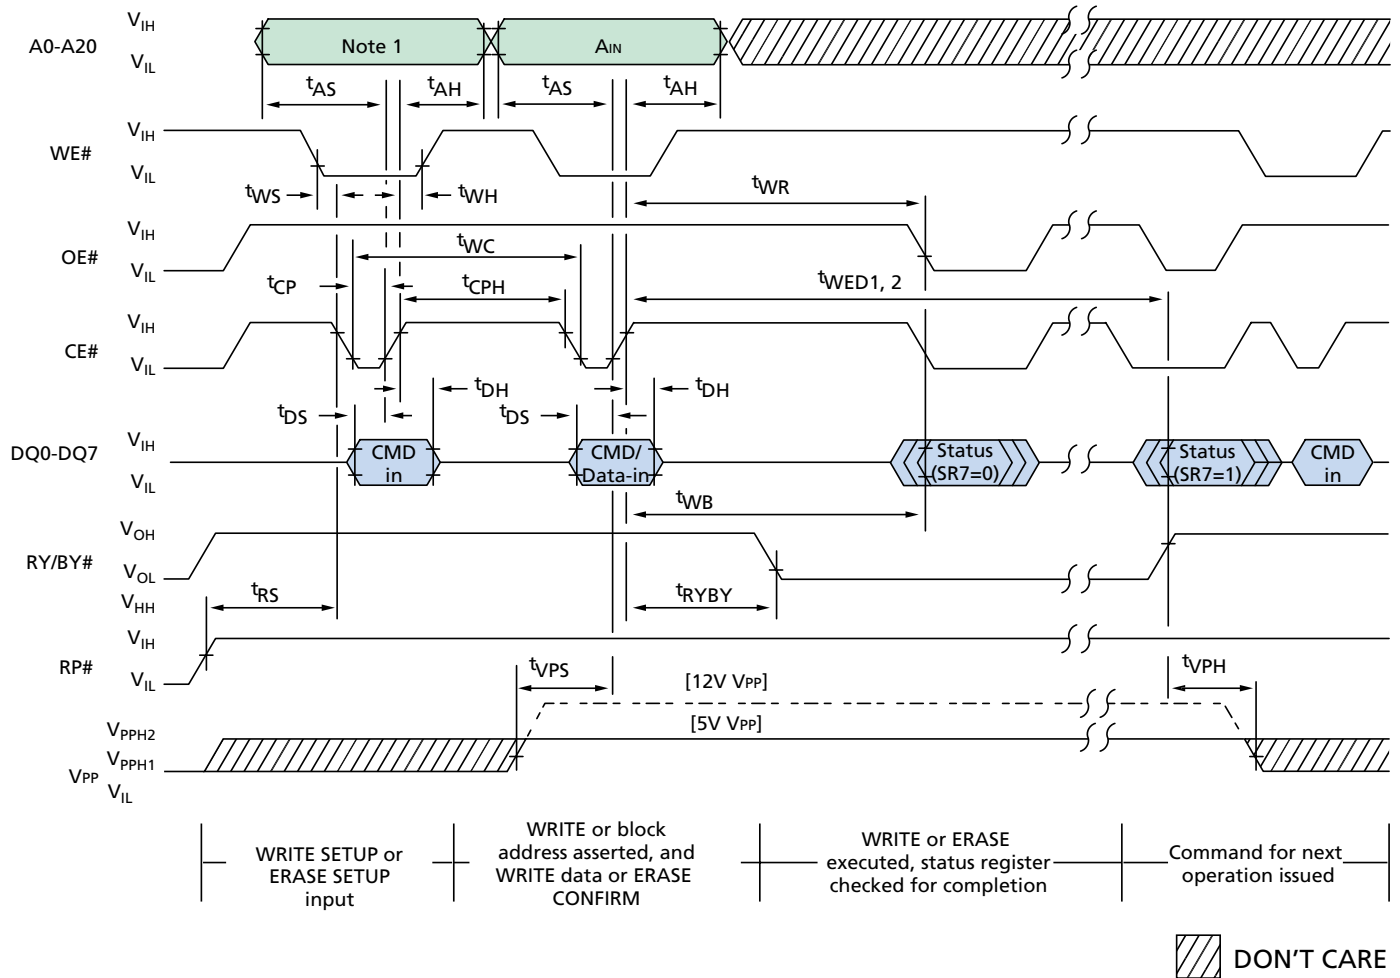 A0-A20
VIH
VIL
Note 1
AIN
tAS
tAH
tAS
tAH
WE#
VIH
VIL
tWS
tWH
tWR
OE#
VIH
VIL
tWC
tCP
tCPH
tWED1, 2
CE#
VIH
VIL
tDS
tDH
tDS
tDH
DQ0-DQ7
VIH
VIL
CMD
in
CMD/
Data-in
Status
(SR7=0)
Status
(SR7=1)
CMD
in
tWB
RY/BY#
VOH
VOL
tRS
tRYBY
RP#
VHH
VIH
VIL
tVPS
[12V VPP]
[5V VPP]
tVPH
VPP
VPPH2
VPPH1
VIL
WRITE SETUP or
ERASE SETUP
input
WRITE or block
address asserted, and
WRITE data or ERASE
CONFIRM
WRITE or ERASE
executed, status register
checked for completion
Command for next
operation issued
DON'T CARE